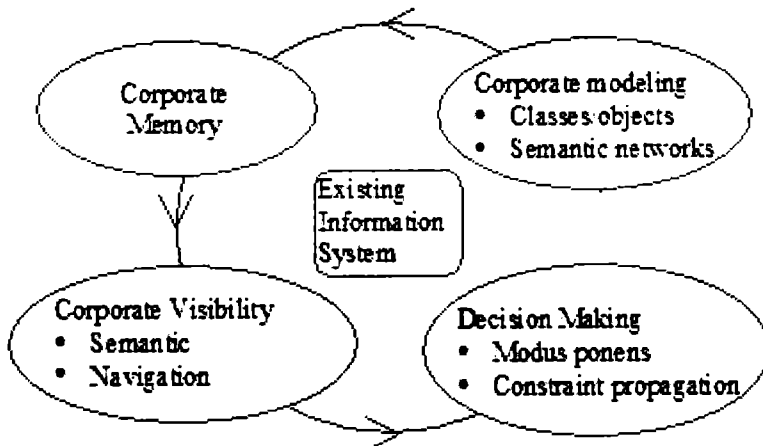 Corporate
Memory
Corporate modeling
• Classes/objects
• Semantic networks
Existing
Information
System
Corporate Visibility
• Semantic
• Navigation
Decision Making
• Modus ponens
• Constraint propagation